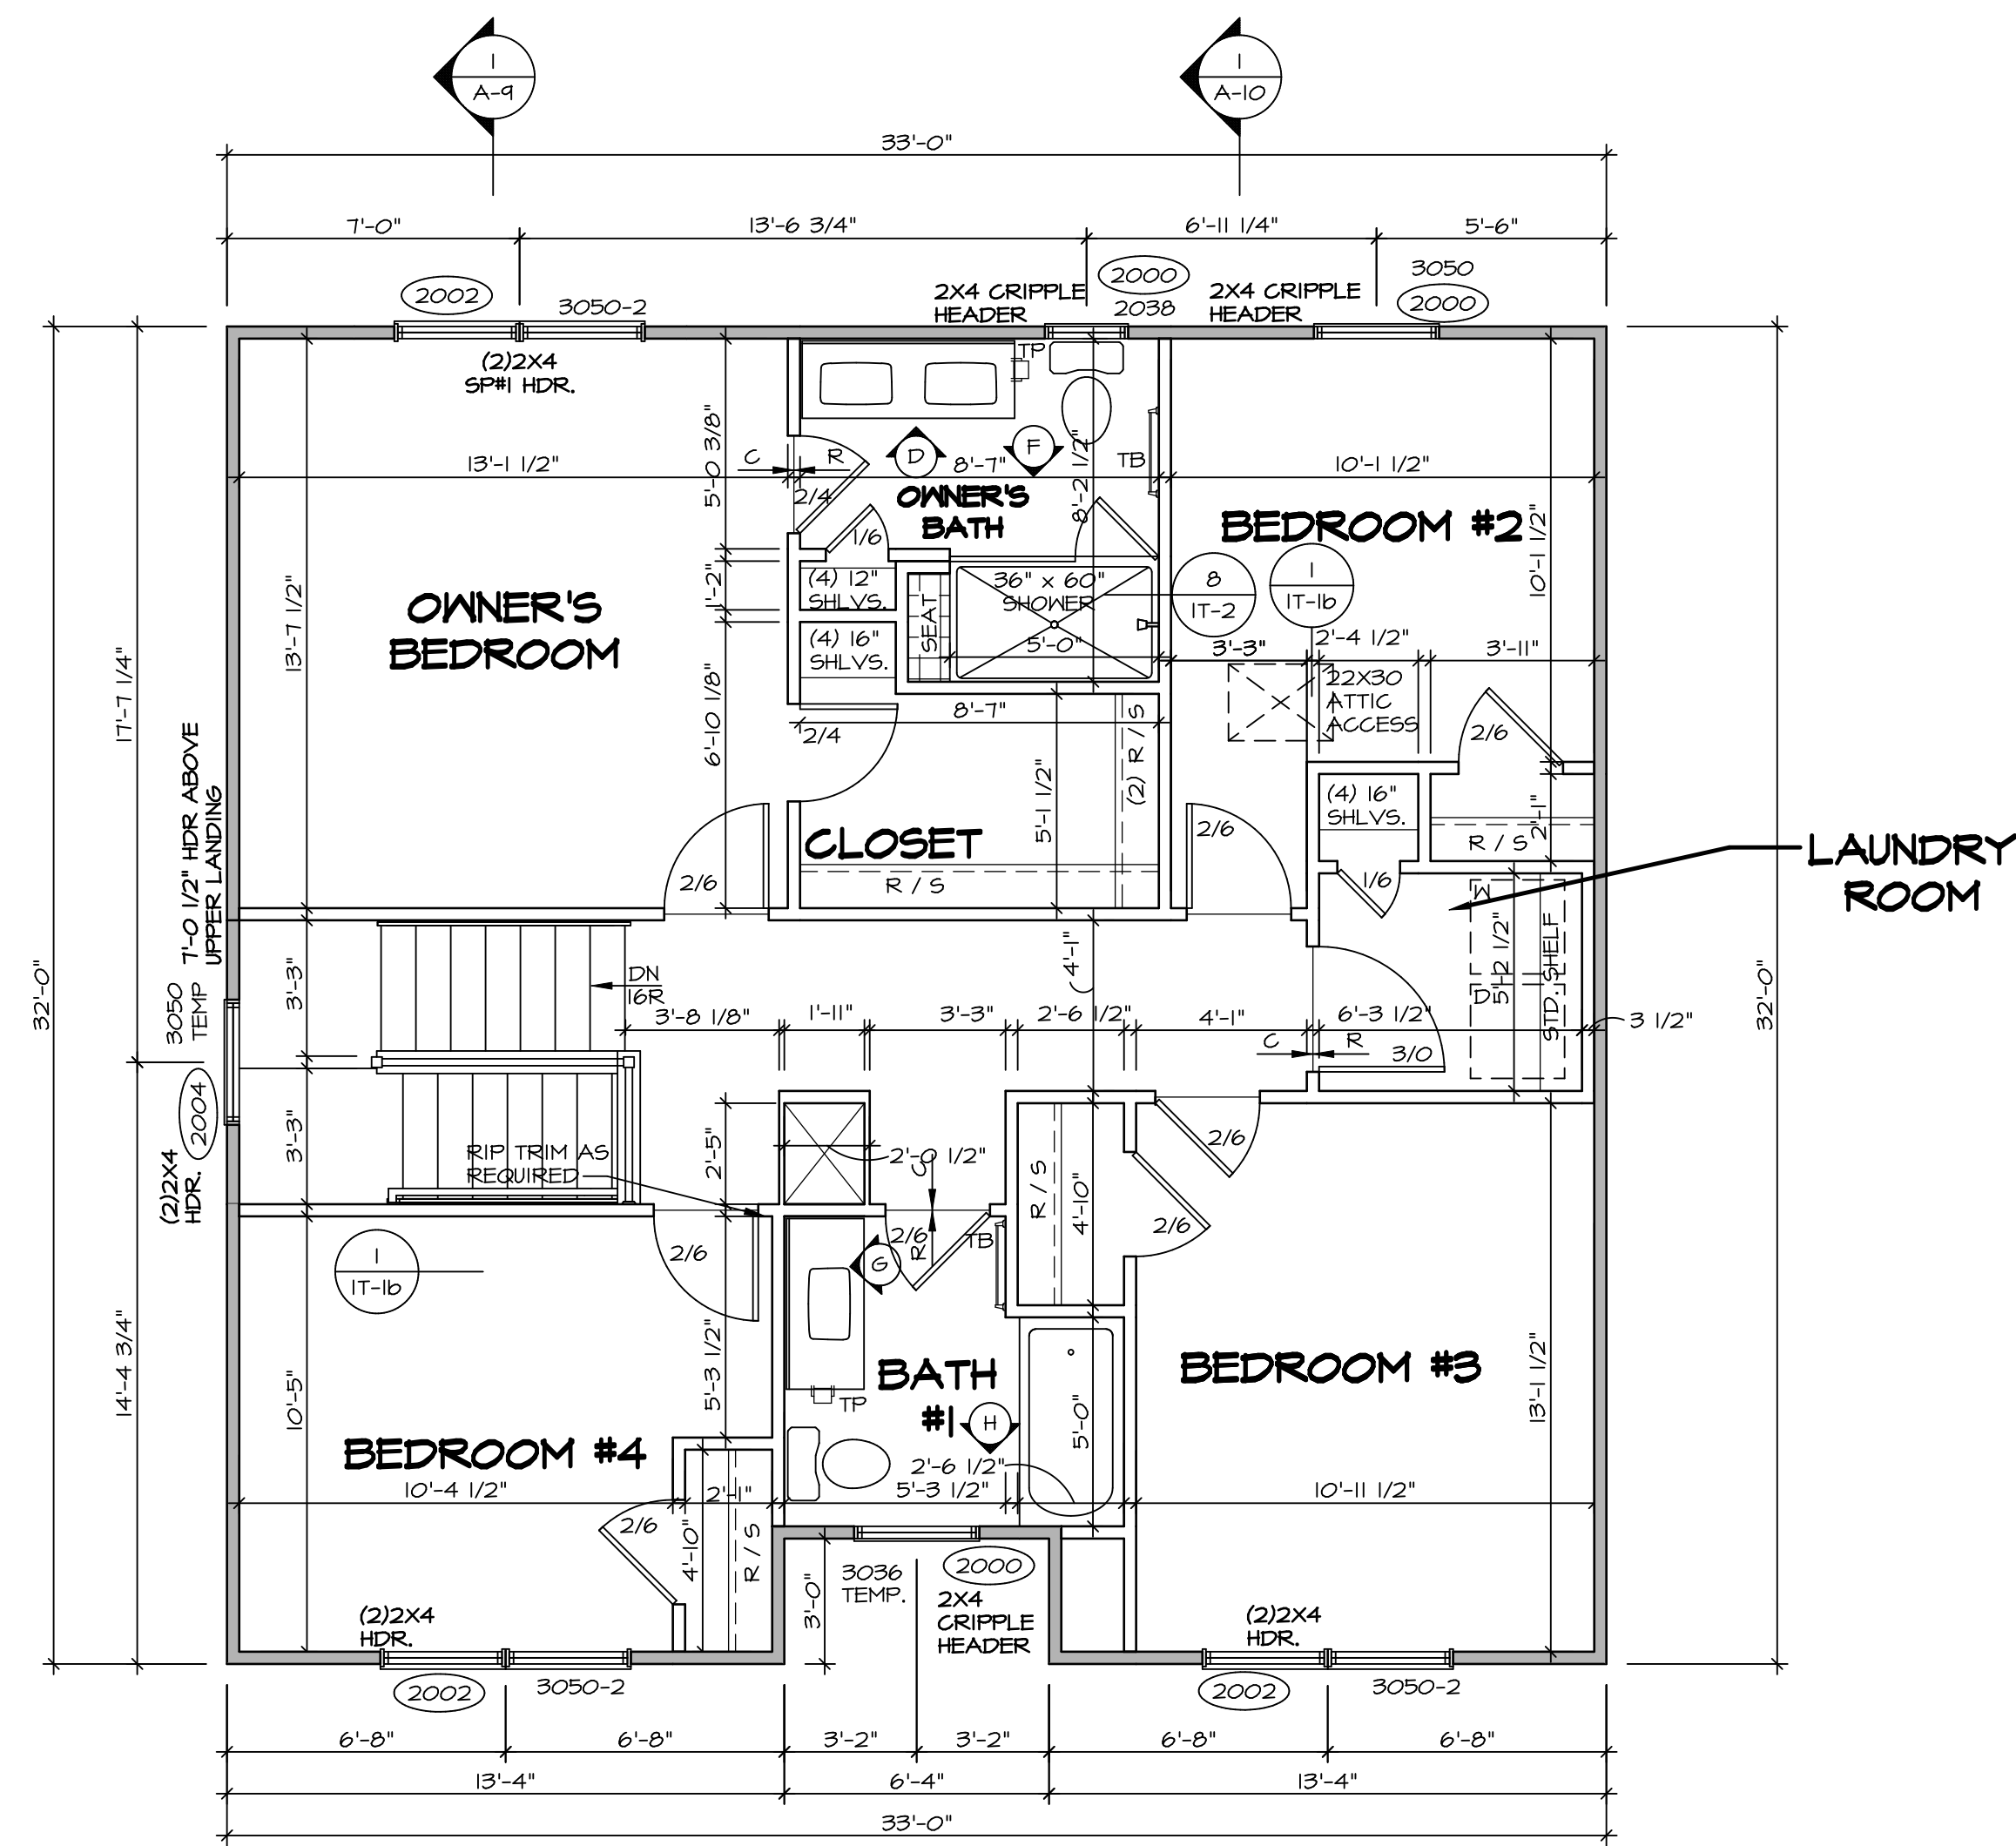 1
A-9
1
A-10
33'-0"
7'-0"
13'-6 3/4"
6'-11 1/4"
5'-6"
2002
3050-2
2X4 CRIPPLE
HEADER
2000
2038
2X4 CRIPPLE
HEADER
3050
2000
(2)2X4
SP#1 HDR.
TP
5'-0 3/8"
13'-1 1/2"
C
R
D
F
8'-7"
8'-2 1/2"
TB
10'-1 1/2"
2/4
OWNER'S
BATH
1/6
BEDROOM #2
10'-1 1/2"
OWNER'S
BEDROOM
13'-7 1/2"
1'-2"
(4) 12"
SHLVS.
SEAT
36" x 60"
SHOWER
5'-0"
8
IT-2
1
IT-1b
(4) 16"
SHLVS.
3'-3"
2'-4 1/2"
3'-11"
22X30
ATTIC
ACCESS
17'-7 1/4"
6'-10 1/8"
8'-7"
2/4
(2) R / S
2/6
7'-0 1/2" HDR ABOVE
UPPER LANDING
5'-1 1/2"
CLOSET
R / S
2/6
2/6
(4) 16"
SHLVS.
2'-1"
R / S
1/6
LAUNDRY
ROOM
W
D
5'-2 1/2"
STD. SHELF
32'-0"
3050
TEMP
3'-3"
DN
16R
4'-1"
3'-8 1/8"
1'-11"
3'-3"
2'-6 1/2"
4'-1"
6'-3 1/2"
3 1/2"
32'-0"
C
R
3/0
2004
(2)2X4
HDR.
3'-3"
RIP TRIM AS
REQUIRED
2'-5"
2'-0 1/2"
C
R
2/6
TB
R / S
4'-10"
2/6
2/6
1
IT-1b
2/6
G
14'-4 3/4"
10'-5"
5'-3 1/2"
BATH
#1
TP
H
5'-0"
BEDROOM #3
13'-1 1/2"
BEDROOM #4
10'-4 1/2"
2'-1"
2'-6 1/2"
5'-3 1/2"
10'-11 1/2"
2/6
4'-10"
R / S
3'-0"
3036
TEMP.
2000
2X4
CRIPPLE
HEADER
(2)2X4
HDR.
(2)2X4
HDR.
2002
3050-2
2002
3050-2
6'-8"
6'-8"
3'-2"
3'-2"
6'-8"
6'-8"
13'-4"
6'-4"
13'-4"
33'-0"